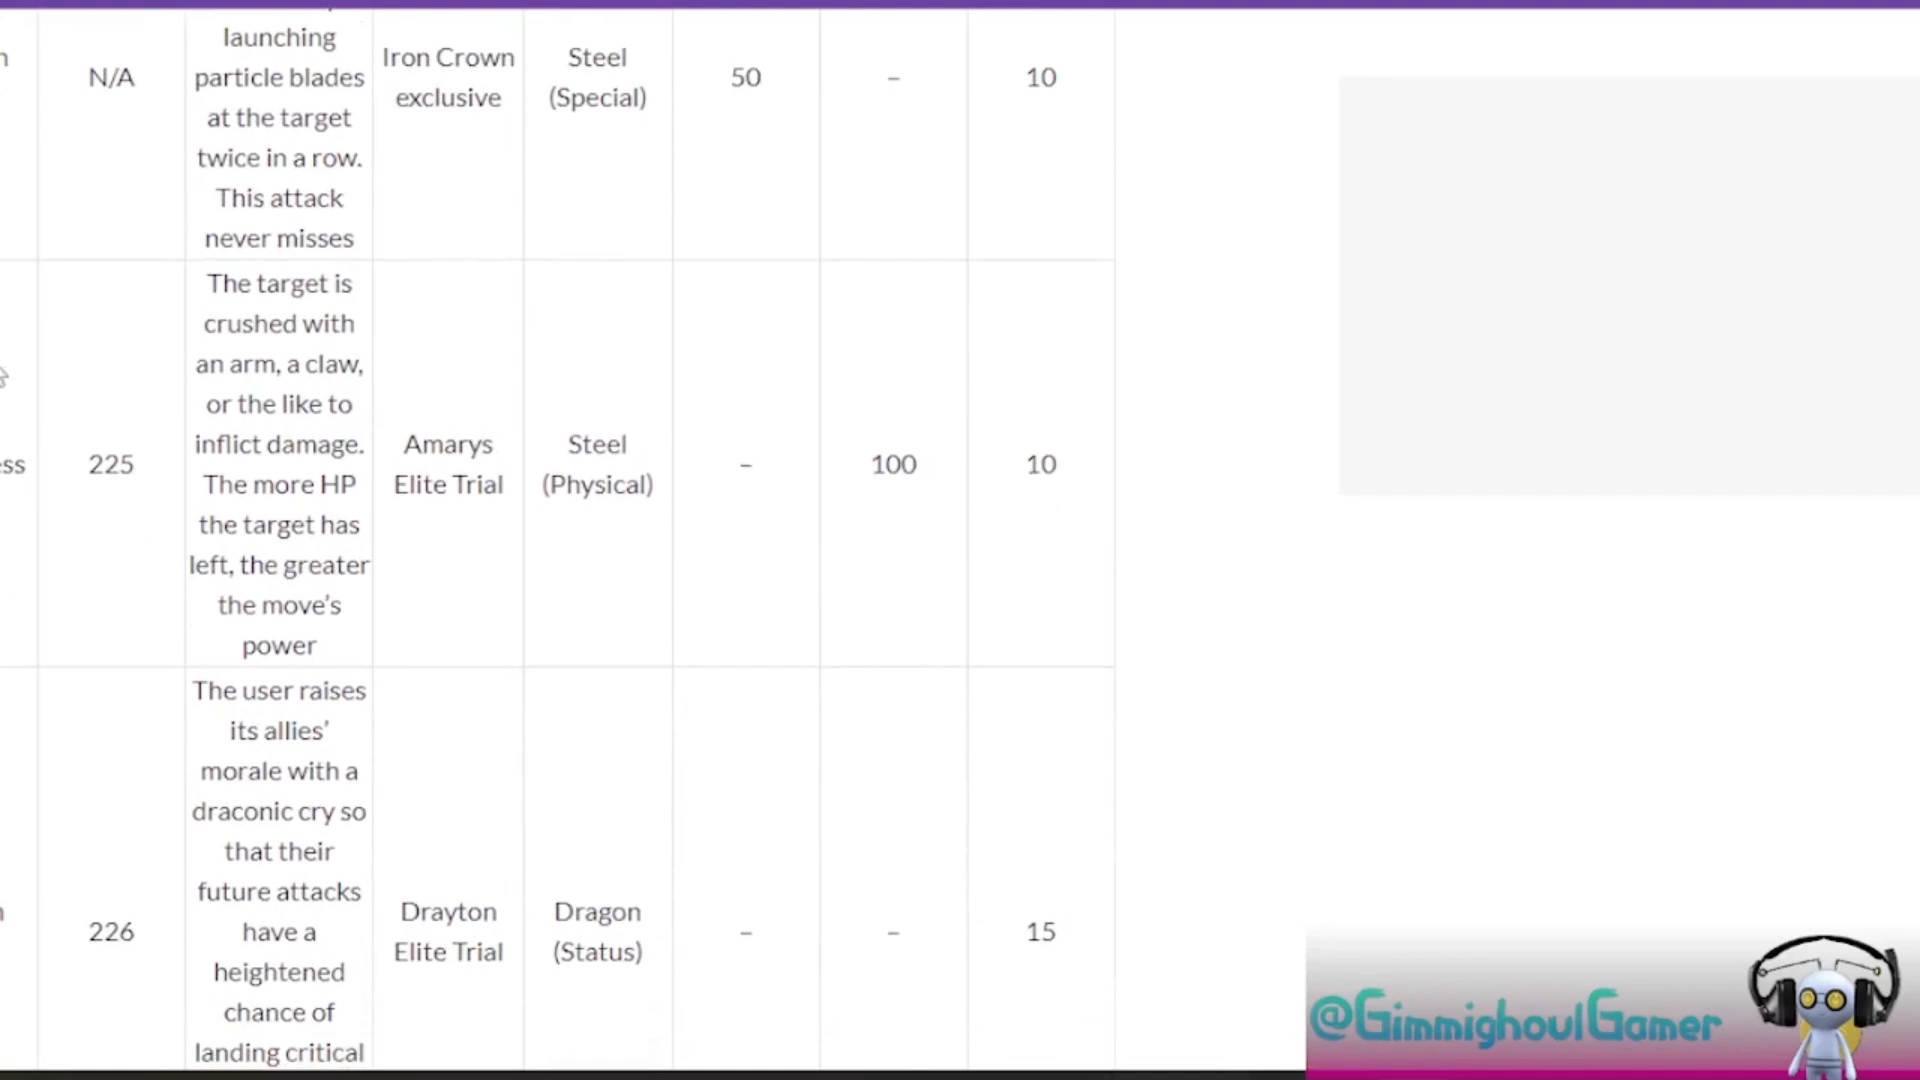 launching
particle blades
at the target
twice in a row.
This attack
never misses
N/A
Iron Crown
exclusive
Steel
(Special)
50
–
10
ess
225
The target is
crushed with
an arm, a claw,
or the like to
inflict damage.
The more HP
the target has
left, the greater
the move’s
power
Amarys
Elite Trial
Steel
(Physical)
–
100
10
226
The user raises
its allies’
morale with a
draconic cry so
that their
future attacks
have a
heightened
chance of
landing critical
Drayton
Elite Trial
Dragon
(Status)
–
–
15
@GimmighoulGamer